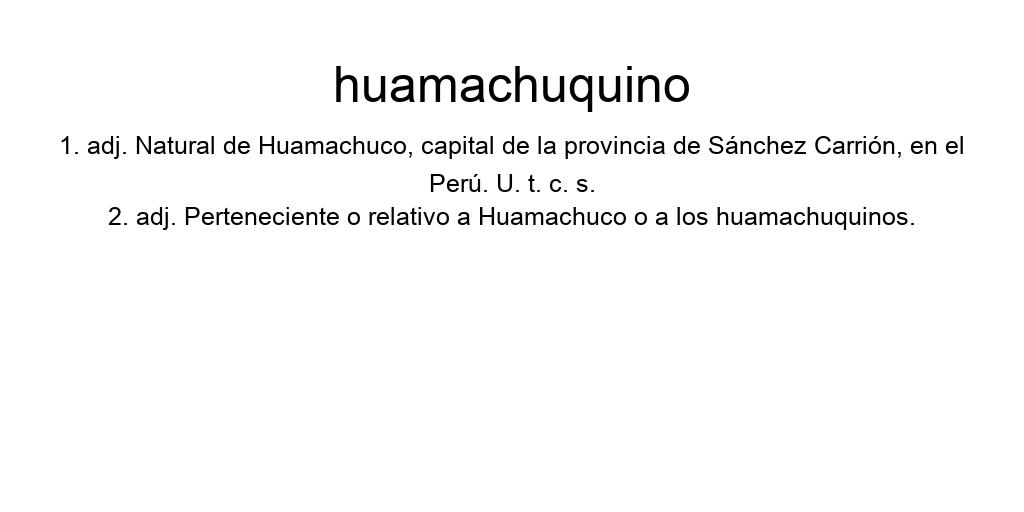 huamachuquino
1. adj. Natural de Huamachuco, capital de la provincia de Sánchez Carrión, en el
Perú. U. t. c. s.
2. adj. Perteneciente o relativo a Huamachuco o a los huamachuquinos.